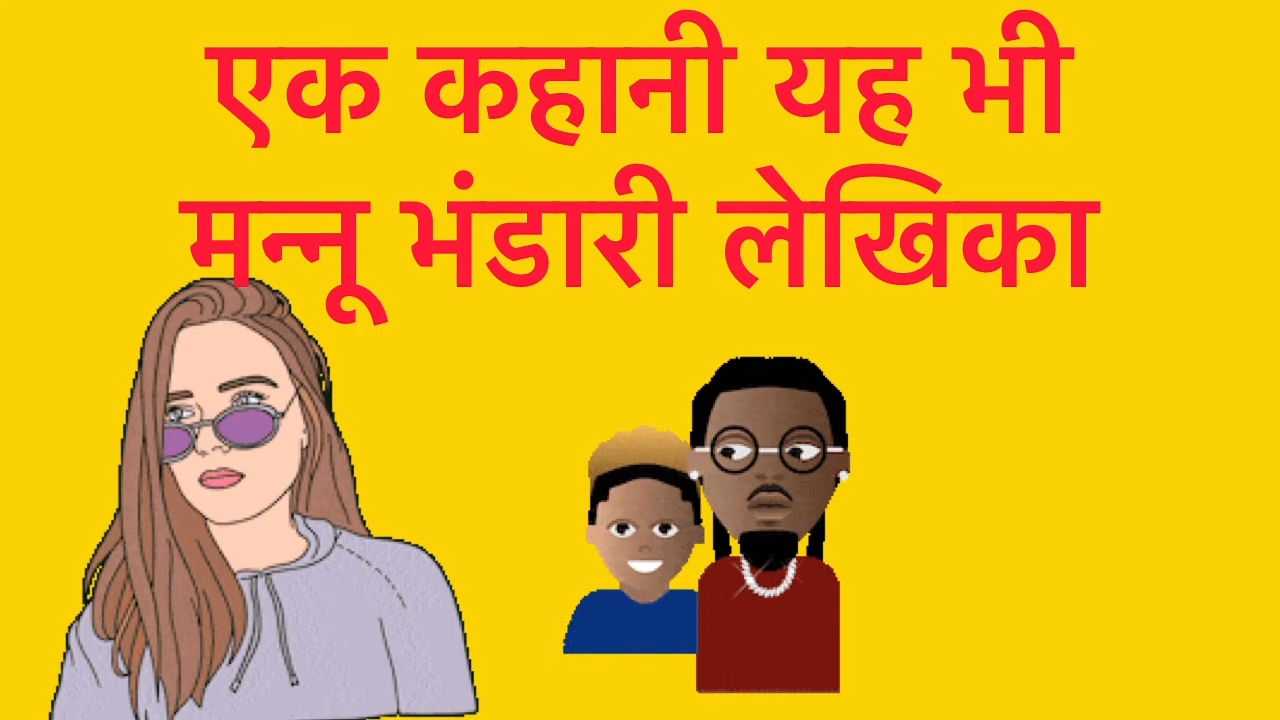 एक कहानी यह भी
मन्नू भंडारी लेखिका